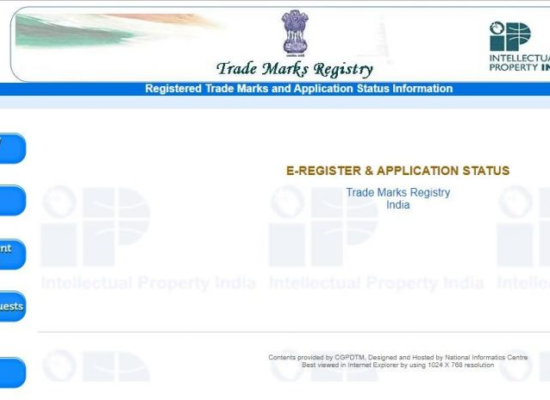 Trade Marks Registry
INTELLECTUA
PROPERTY IN
Registered Trade Marks and Application Status Information
E-REGISTER & APPLICATION STATUS
Trade Marks Registry
India
nt
uests
Intellectual Property India Intellectual Property India Intelle
Contents provided by CGPDTM, Designed and Hosted by National Informatics Centre
Best viewed in Internet Explorer by using 1024 X 768 resolution